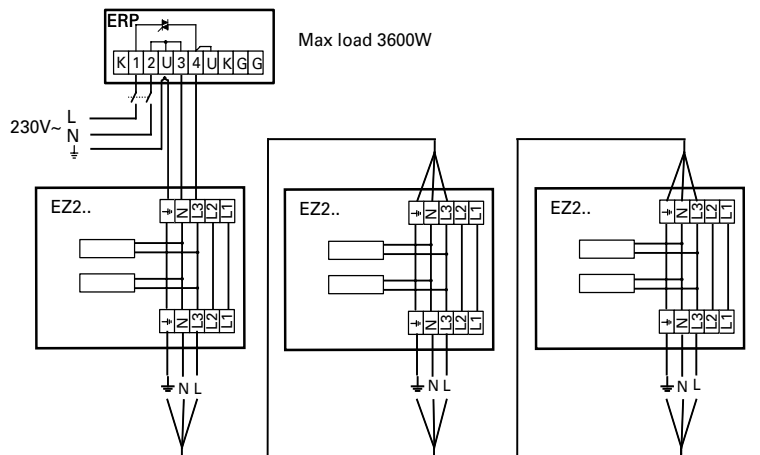 ERP
Max load 3600W
K 1 2 U 3 4 U K G G
230V~ L
N
EZ2..
N L3 L2 L1
N L3 L2 L1
N L
EZ2..
N L3 L2 L1
N L3 L2 L1
N L
EZ2..
N L3 L2 L1
N L3 L2 L1
N L